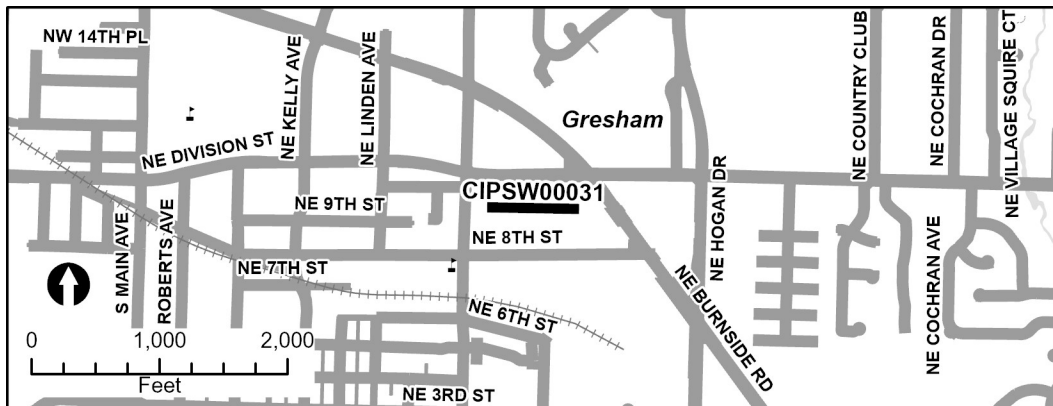 NW 14TH PL
NE KELLY AVE
NE LINDEN AVE
NE COUNTRY CLUB
NE COCHRAN DR
NE VILLAGE SQUIRE CT
Gresham
NE DIVISION ST
CIPSW00031
NE 9TH ST
NE HOGAN DR
S MAIN AVE
ROBERTS AVE
NE 8TH ST
NE 7TH ST
NE COCHRAN AVE
NE BURNSIDE RD
NE 6TH ST
0 1,000 2,000
Feet
NE 3RD ST